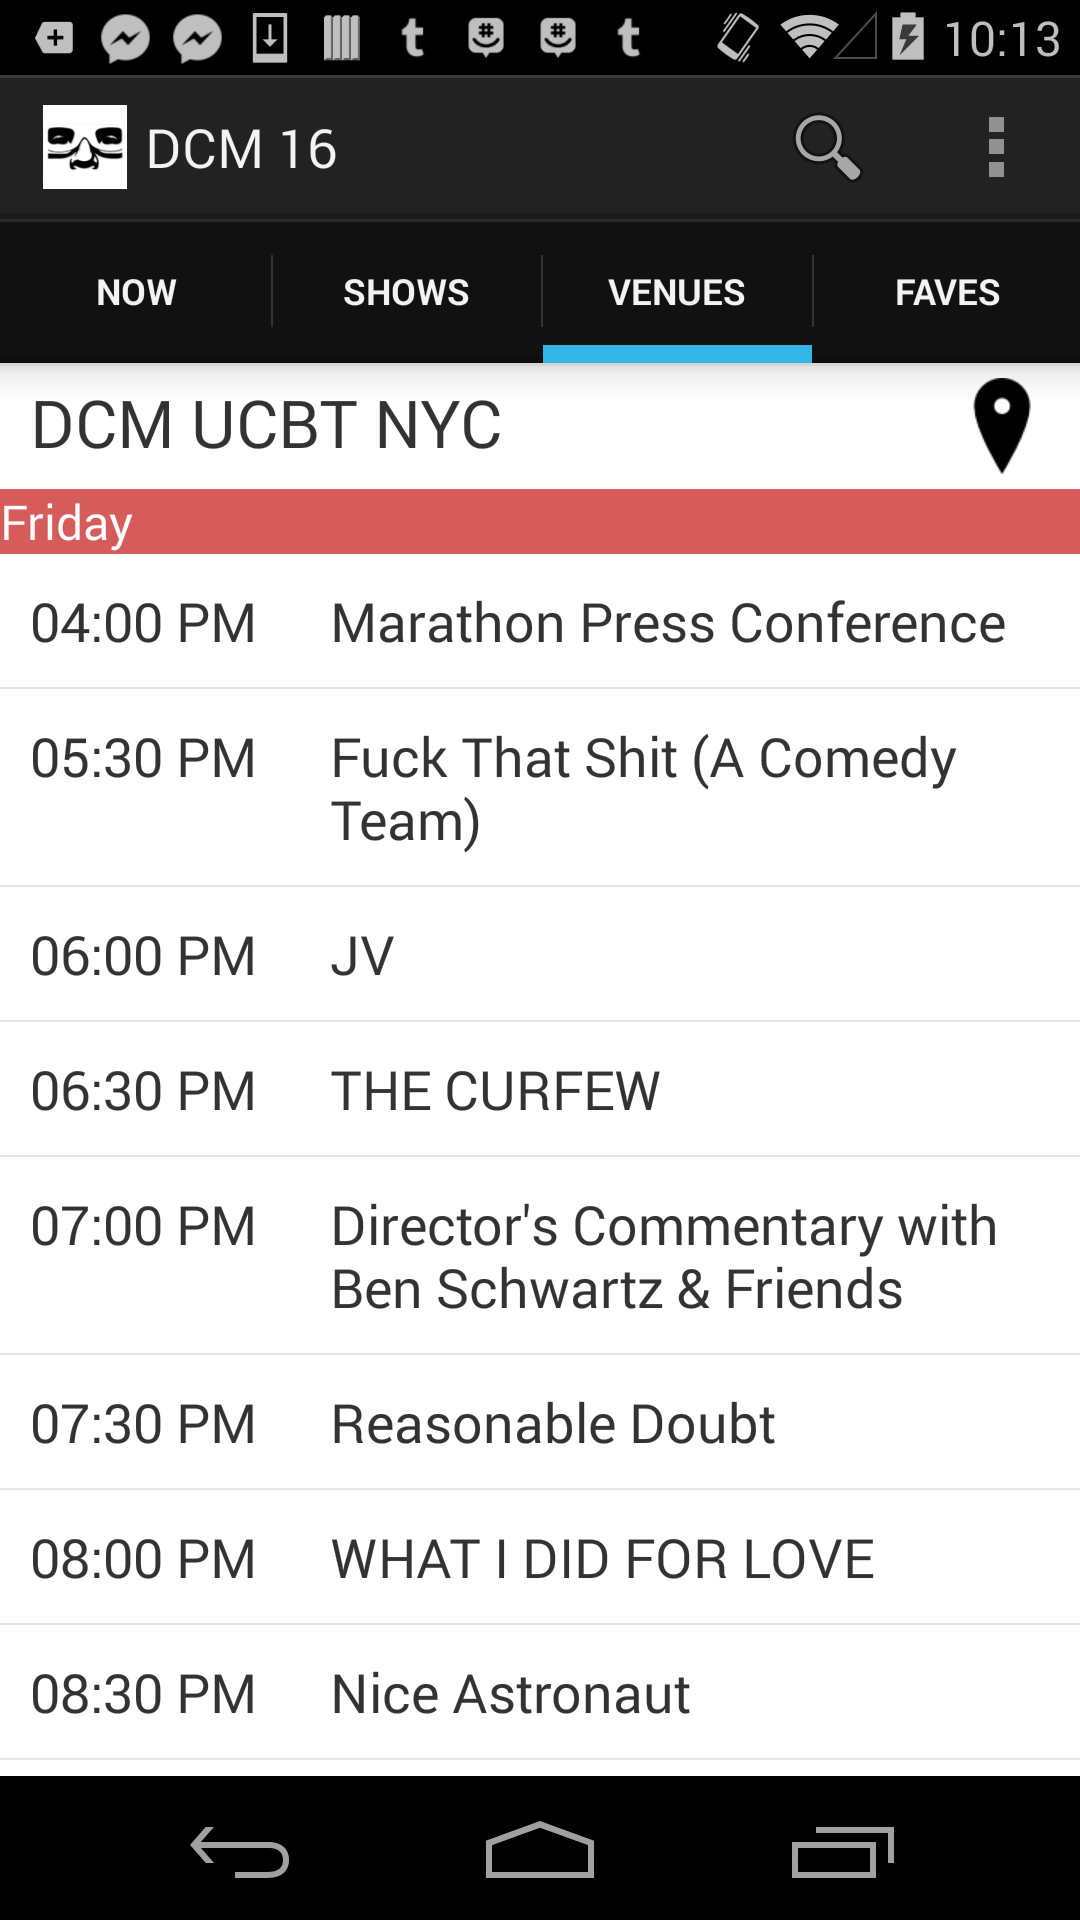 10:13
DCM 16
NOW
SHOWS
VENUES
FAVES
DCM UCBT NYC
Friday
04:00 PM Marathon Press Conference
05:30 PM Fuck That Shit (A Comedy
Team)
06:00 PM JV
06:30 PM THE CURFEW
07:00 PM Director's Commentary with
Ben Schwartz & Friends
07:30 PM Reasonable Doubt
08:00 PM WHAT I DID FOR LOVE
08:30 PM Nice Astronaut